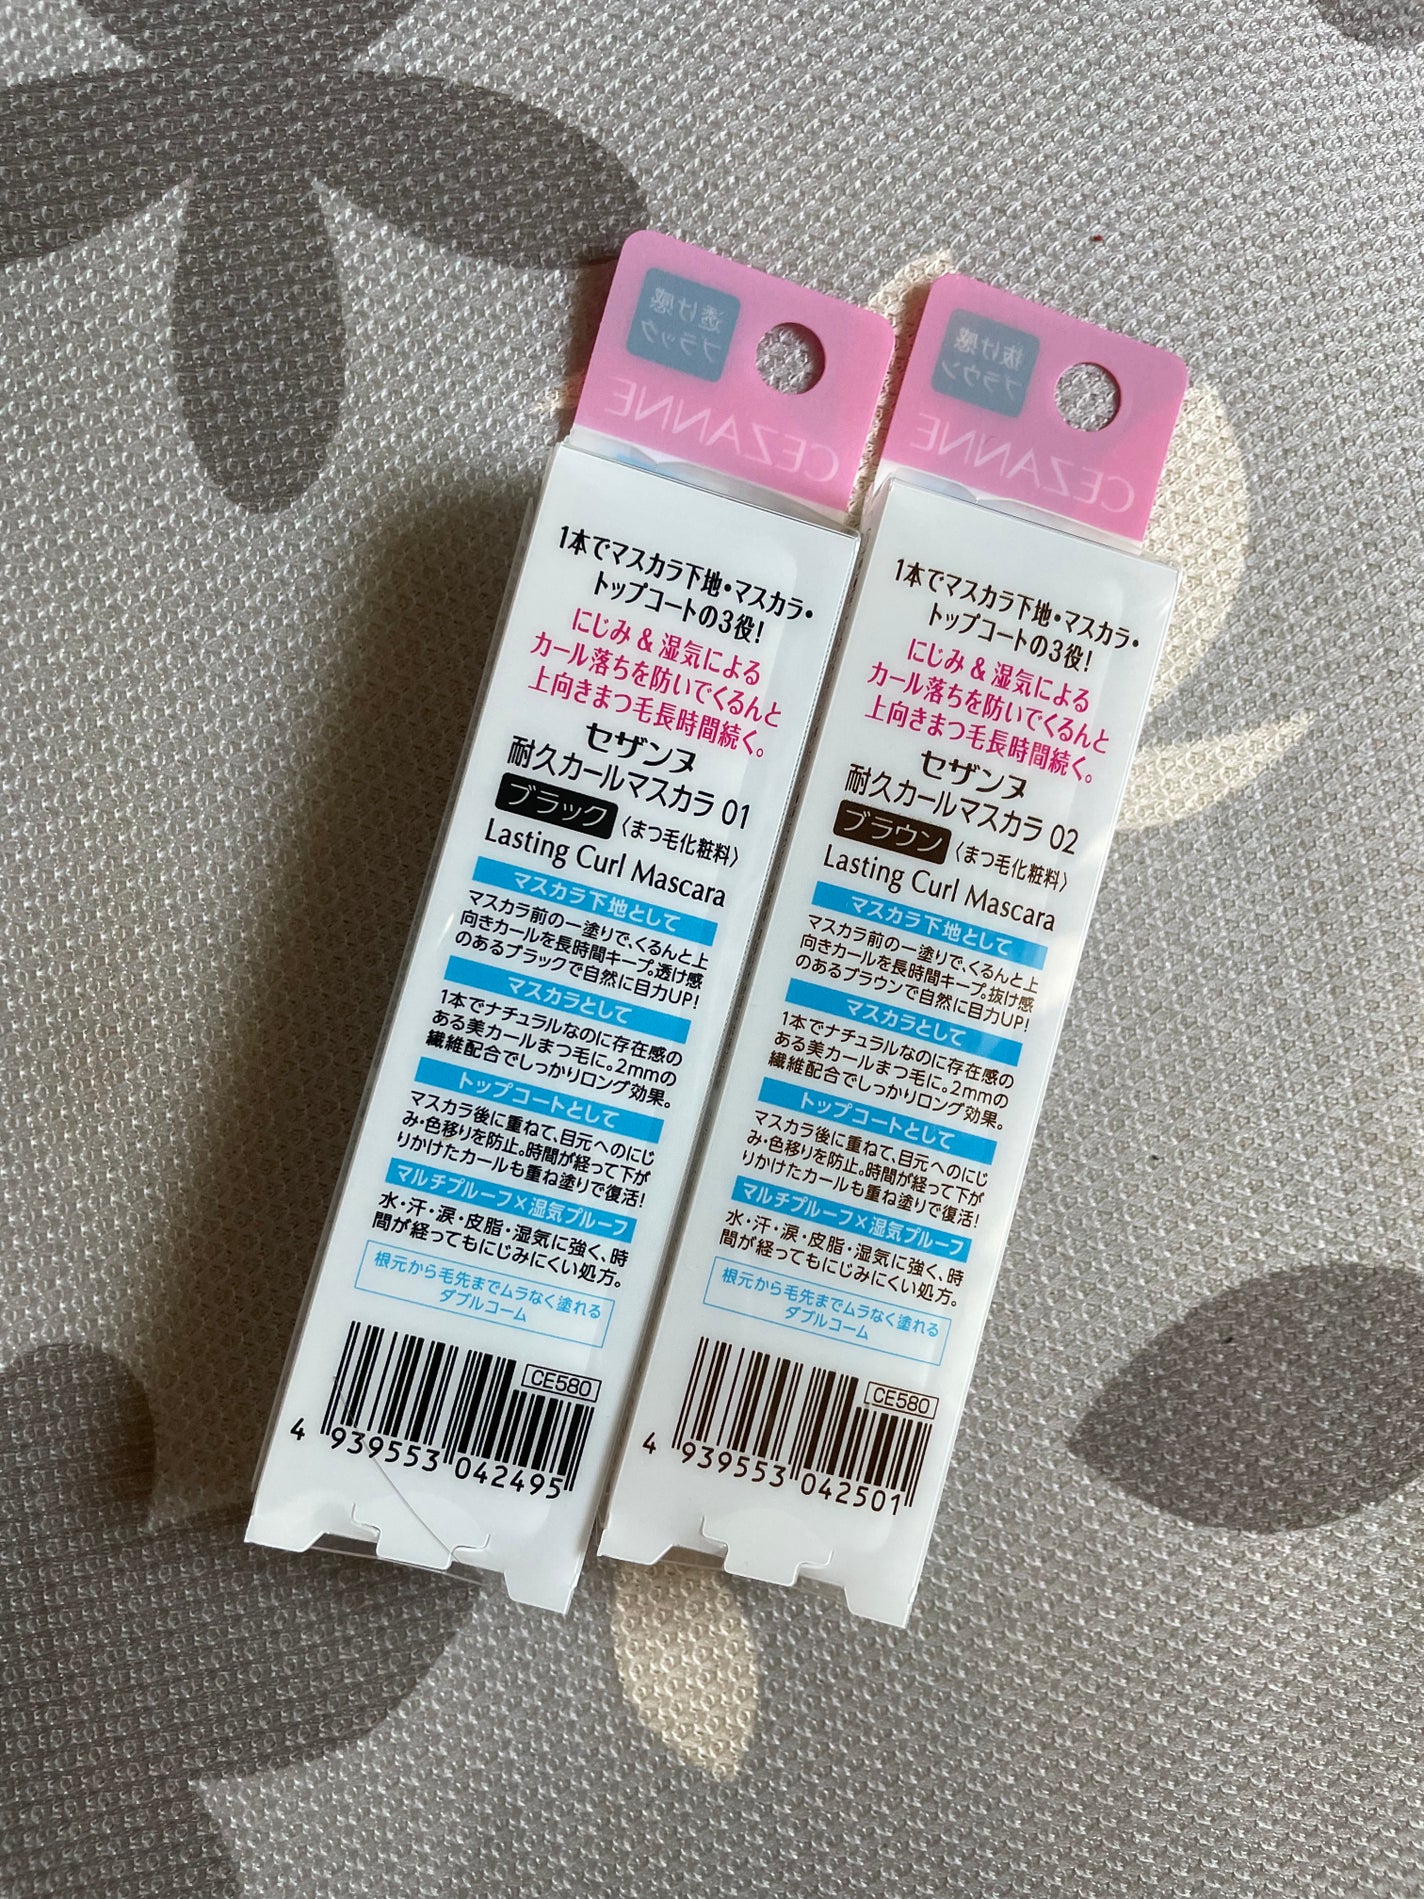 透け感
ブラック
CEZANNE
1本でマスカラ下地・マスカラ・
トップコートの3役!
にじみ & 湿気による
カール落ちを防いでくるんと
上向きまつ毛長時間続く。
セザンヌ
耐久カールマスカラ 01
ブラック 〈まつ毛化粧料〉
Lasting Curl Mascara
マスカラ下地として
マスカラ前の一塗りで、くるんと上
向きカールを長時間キープ。透け感
のあるブラックで自然に目力UP!
マスカラとして
1本でナチュラルなのに存在感の
ある美カールまつ毛に。2mmの
繊維配合でしっかりロング効果。
トップコートとして
マスカラ後に重ねて、目元へのにじ
み・色移りを防止。時間が経って下が
りかけたカールも重ね塗りで復活!
マルチプルーフ×湿気プルーフ
水・汗・涙・皮脂・湿気に強く、時
間が経ってもにじみにくい処方。
根元から毛先までムラなく塗れる
ダブルコーム
CE580
4 939553 042495
抜け感
ブラウン
CEZANNE
1本でマスカラ下地・マスカラ・
トップコートの3役!
にじみ & 湿気による
カール落ちを防いでくるんと
上向きまつ毛長時間続く。
セザンヌ
耐久カールマスカラ 02
ブラウン 〈まつ毛化粧料〉
Lasting Curl Mascara
マスカラ下地として
マスカラ前の一塗りで、くるんと上
向きカールを長時間キープ。抜け感
のあるブラウンで自然に目力UP!
マスカラとして
1本でナチュラルなのに存在感の
ある美カールまつ毛に。2mmの
繊維配合でしっかりロング効果。
トップコートとして
マスカラ後に重ねて、目元へのにじ
み・色移りを防止。時間が経って下が
りかけたカールも重ね塗りで復活!
マルチプルーフ×湿気プルーフ
水・汗・涙・皮脂・湿気に強く、時
間が経ってもにじみにくい処方。
根元から毛先までムラなく塗れる
ダブルコーム
CE580
4 939553 042501